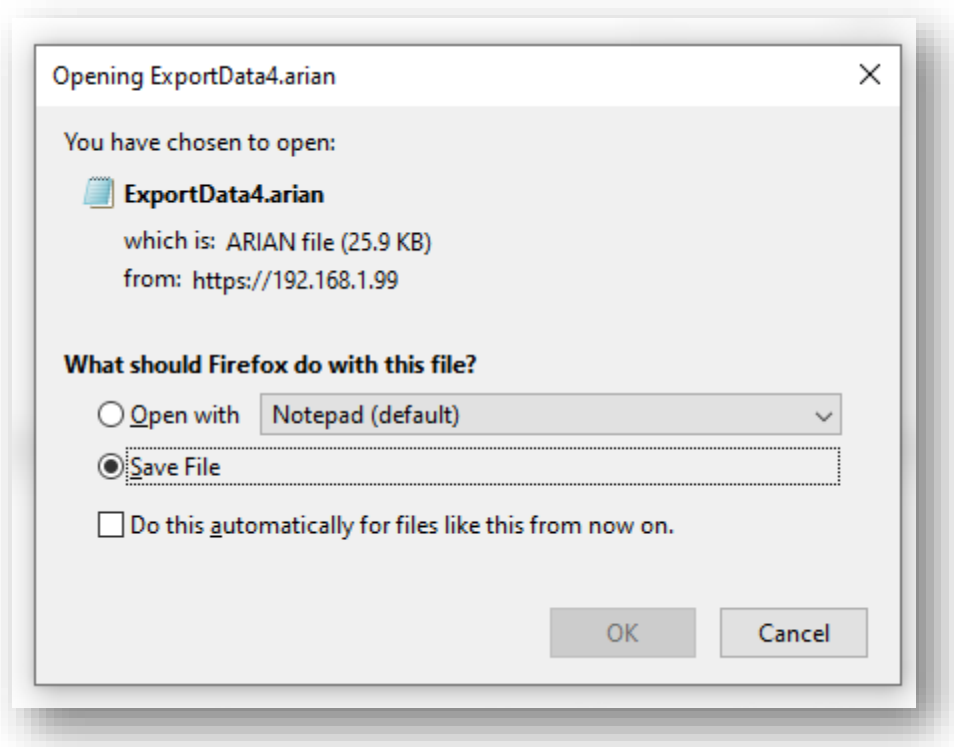 Opening ExportData4.arian
You have chosen to open:
ExportData4.arian
which is: ARIAN file (25.9 KB)
from: https://192.168.1.99
What should Firefox do with this file?
Open with Notepad (default)
Save File
Do this automatically for files like this from now on.
OK Cancel